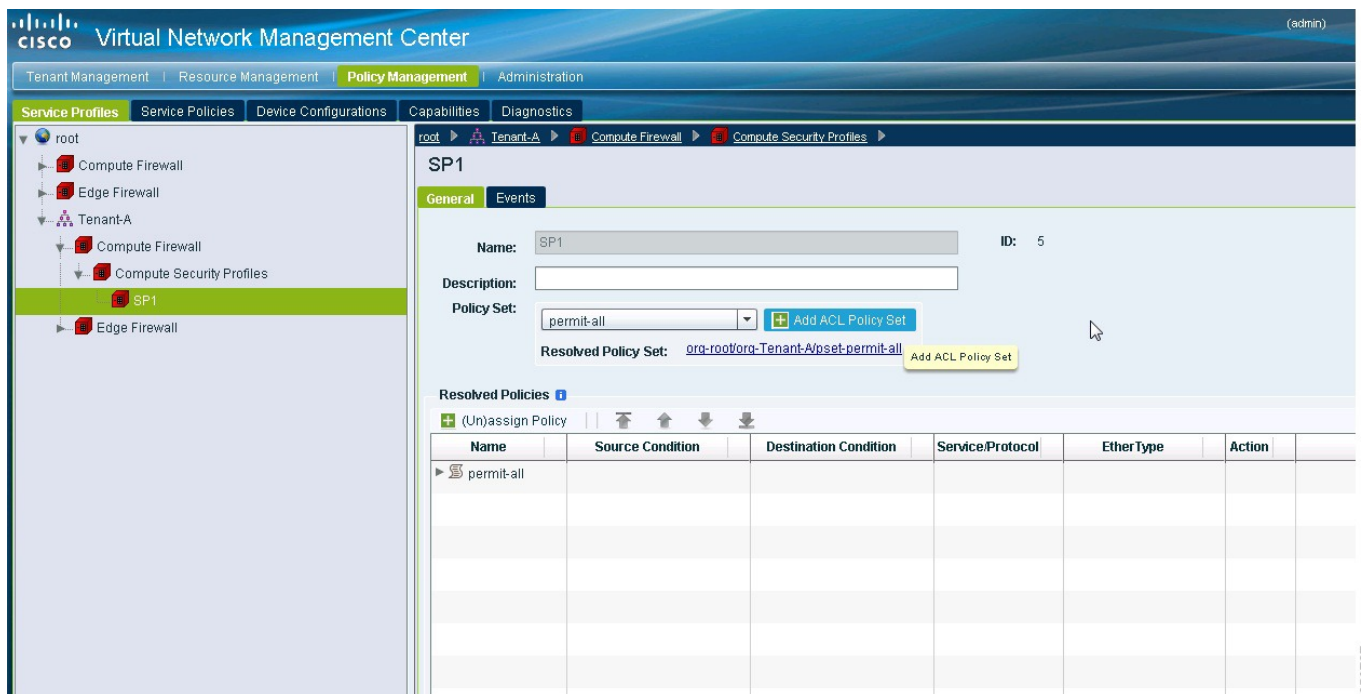 (admin)
CISCO Virtual Network Management Center
Tenant Management | Resource Management | Policy Management | Administration
Service Profiles Service Policies Device Configurations Capabilities Diagnostics
root
Compute Firewall
Edge Firewall
Tenant-A
Compute Firewall
Compute Security Profiles
SP1
Edge Firewall
root Tenant-A Compute Firewall Compute Security Profiles
SP1
General Events
Name: SP1 ID: 5
Description:
Policy Set: permit-all Add ACL Policy Set
Resolved Policy Set: org-root/org-Tenant-A/pset-permit-all
Add ACL Policy Set
Resolved Policies
(Un)assign Policy
Name Source Condition Destination Condition Service/Protocol EtherType Action
permit-all